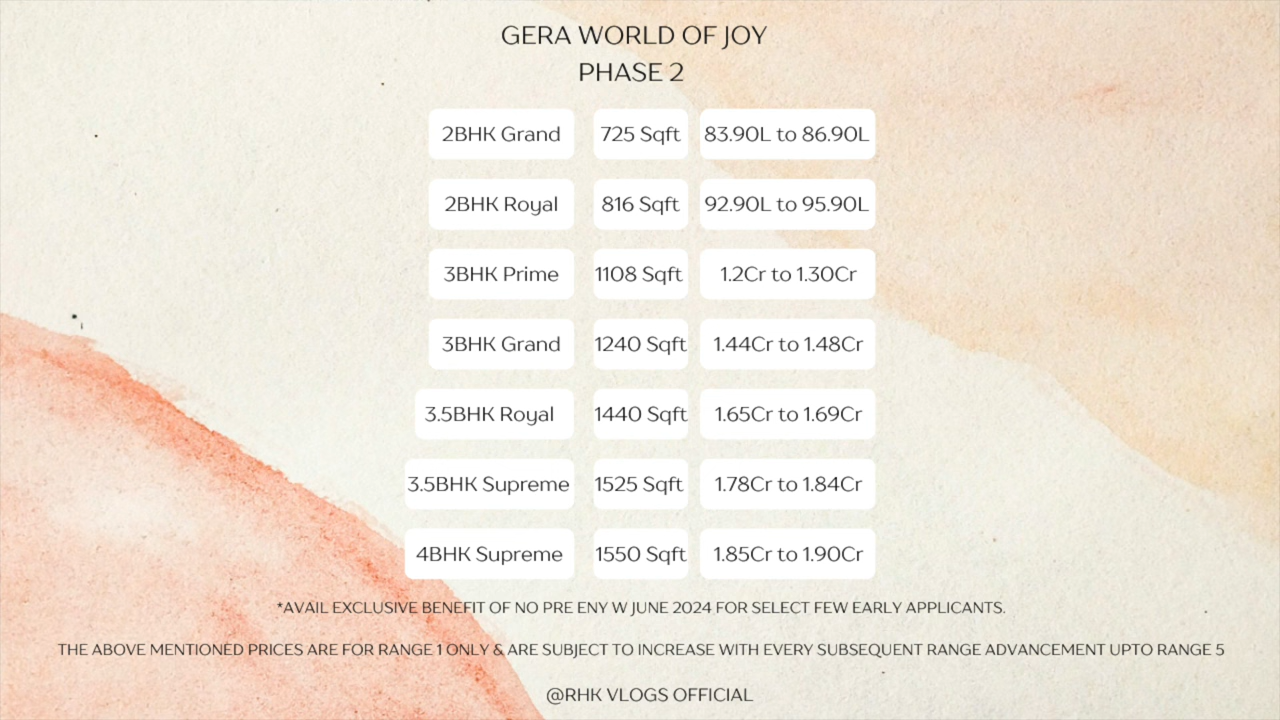 GERA WORLD OF JOY
PHASE 2
2BHK Grand 725 Sqft 83.90L to 86.90L
2BHK Royal 816 Sqft 92.90L to 95.90L
3BHK Prime 1108 Sqft 1.2Cr to 1.30Cr
3BHK Grand 1240 Sqft 1.44Cr to 1.48Cr
3.5BHK Royal 1440 Sqft 1.65Cr to 1.69Cr
3.5BHK Supreme 1525 Sqft 1.78Cr to 1.84Cr
4BHK Supreme 1550 Sqft 1.85Cr to 1.90Cr
*AVAIL EXCLUSIVE BENEFIT OF NO PRE ENY W JUNE 2024 FOR SELECT FEW EARLY APPLICANTS.
THE ABOVE MENTIONED PRICES ARE FOR RANGE 1 ONLY & ARE SUBJECT TO INCREASE WITH EVERY SUBSEQUENT RANGE ADVANCEMENT UPTO RANGE 5
@RHK VLOGS OFFICIAL